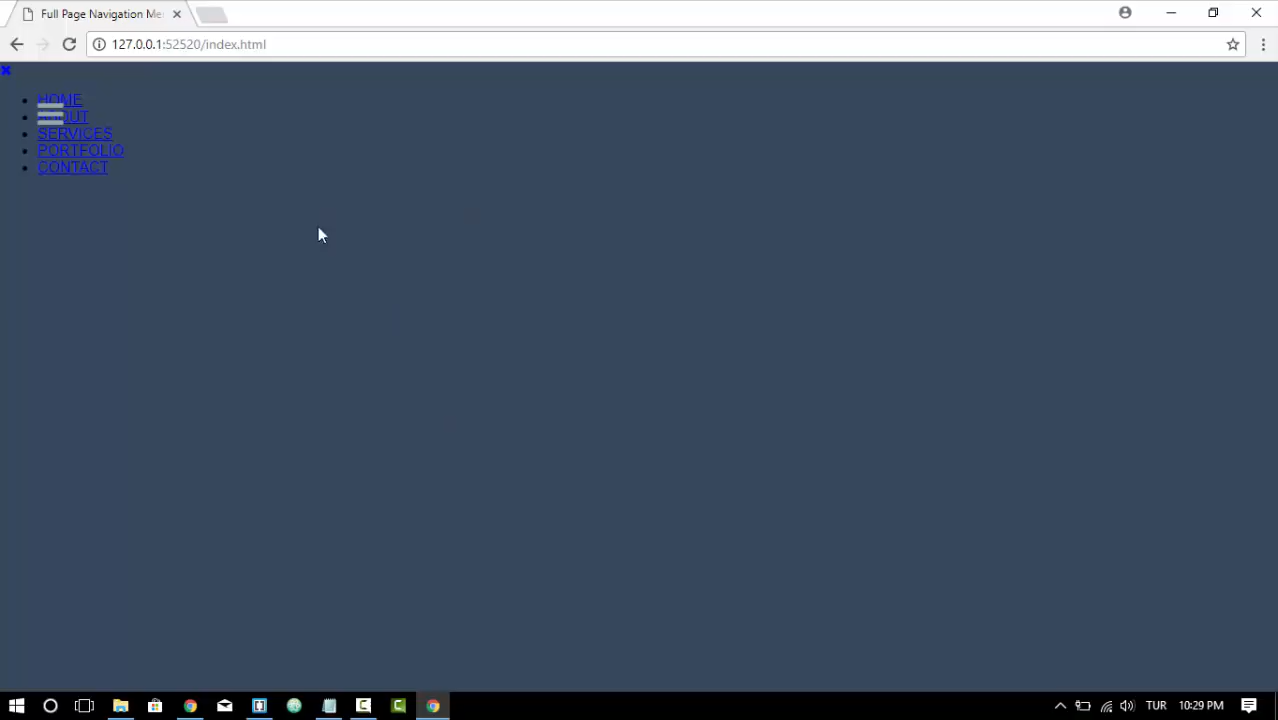 Full Page Navigation Me
127.0.0.1:52520/index.html
HOME
ABOUT
SERVICES
PORTFOLIO
CONTACT
TUR
10:29 PM